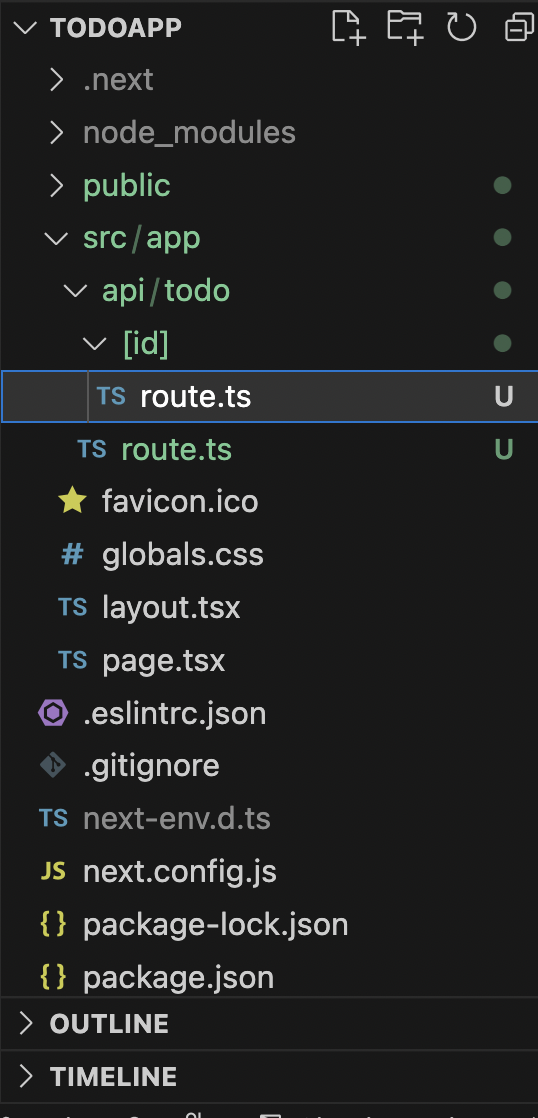 TODOAPP
.next
node_modules
public
src/app
api/todo
[id]
TS route.ts U
TS route.ts U
favicon.ico
# globals.css
TS layout.tsx
TS page.tsx
.eslintrc.json
.gitignore
TS next-env.d.ts
JS next.config.js
{} package-lock.json
{} package.json
OUTLINE
TIMELINE